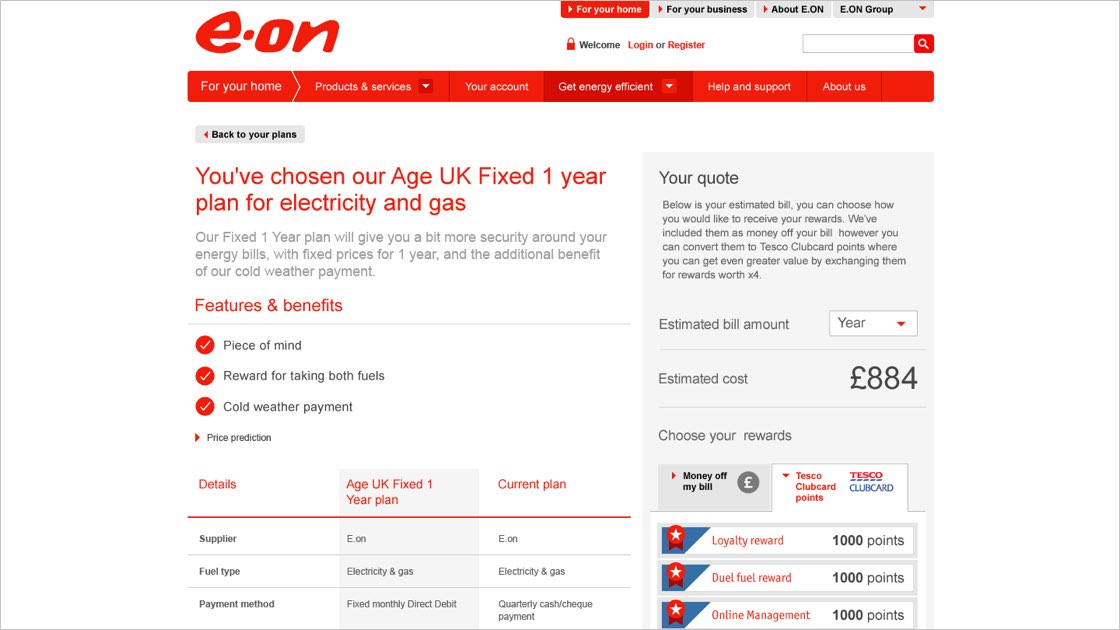 For your home
For your business
About E.ON
E.ON Group
e·on
Welcome Login or Register
For your home
Products & services
Your account
Get energy efficient
Help and support
About us
Back to your plans
You've chosen our Age UK Fixed 1 year
plan for electricity and gas
Our Fixed 1 Year plan will give you a bit more security around your
energy bills, with fixed prices for 1 year, and the additional benefit
of our cold weather payment.
Features & benefits
Piece of mind
Reward for taking both fuels
Cold weather payment
Price prediction
Details
Age UK Fixed 1
Year plan
Current plan
Supplier
E.on
E.on
Fuel type
Electricity & gas
Electricity & gas
Payment method
Fixed monthly Direct Debit
Quarterly cash/cheque
payment
Your quote
Below is your estimated bill, you can choose how
you would like to receive your rewards. We've
included them as money off your bill however you
can convert them to Tesco Clubcard points where
you can get even greater value by exchanging them
for rewards worth x4.
Estimated bill amount
Year
Estimated cost
£884
Choose your rewards
Money off
my bill
£
Tesco
Clubcard
points
TESCO
CLUBCARD
Loyalty reward
1000 points
Duel fuel reward
1000 points
Online Management
1000 points